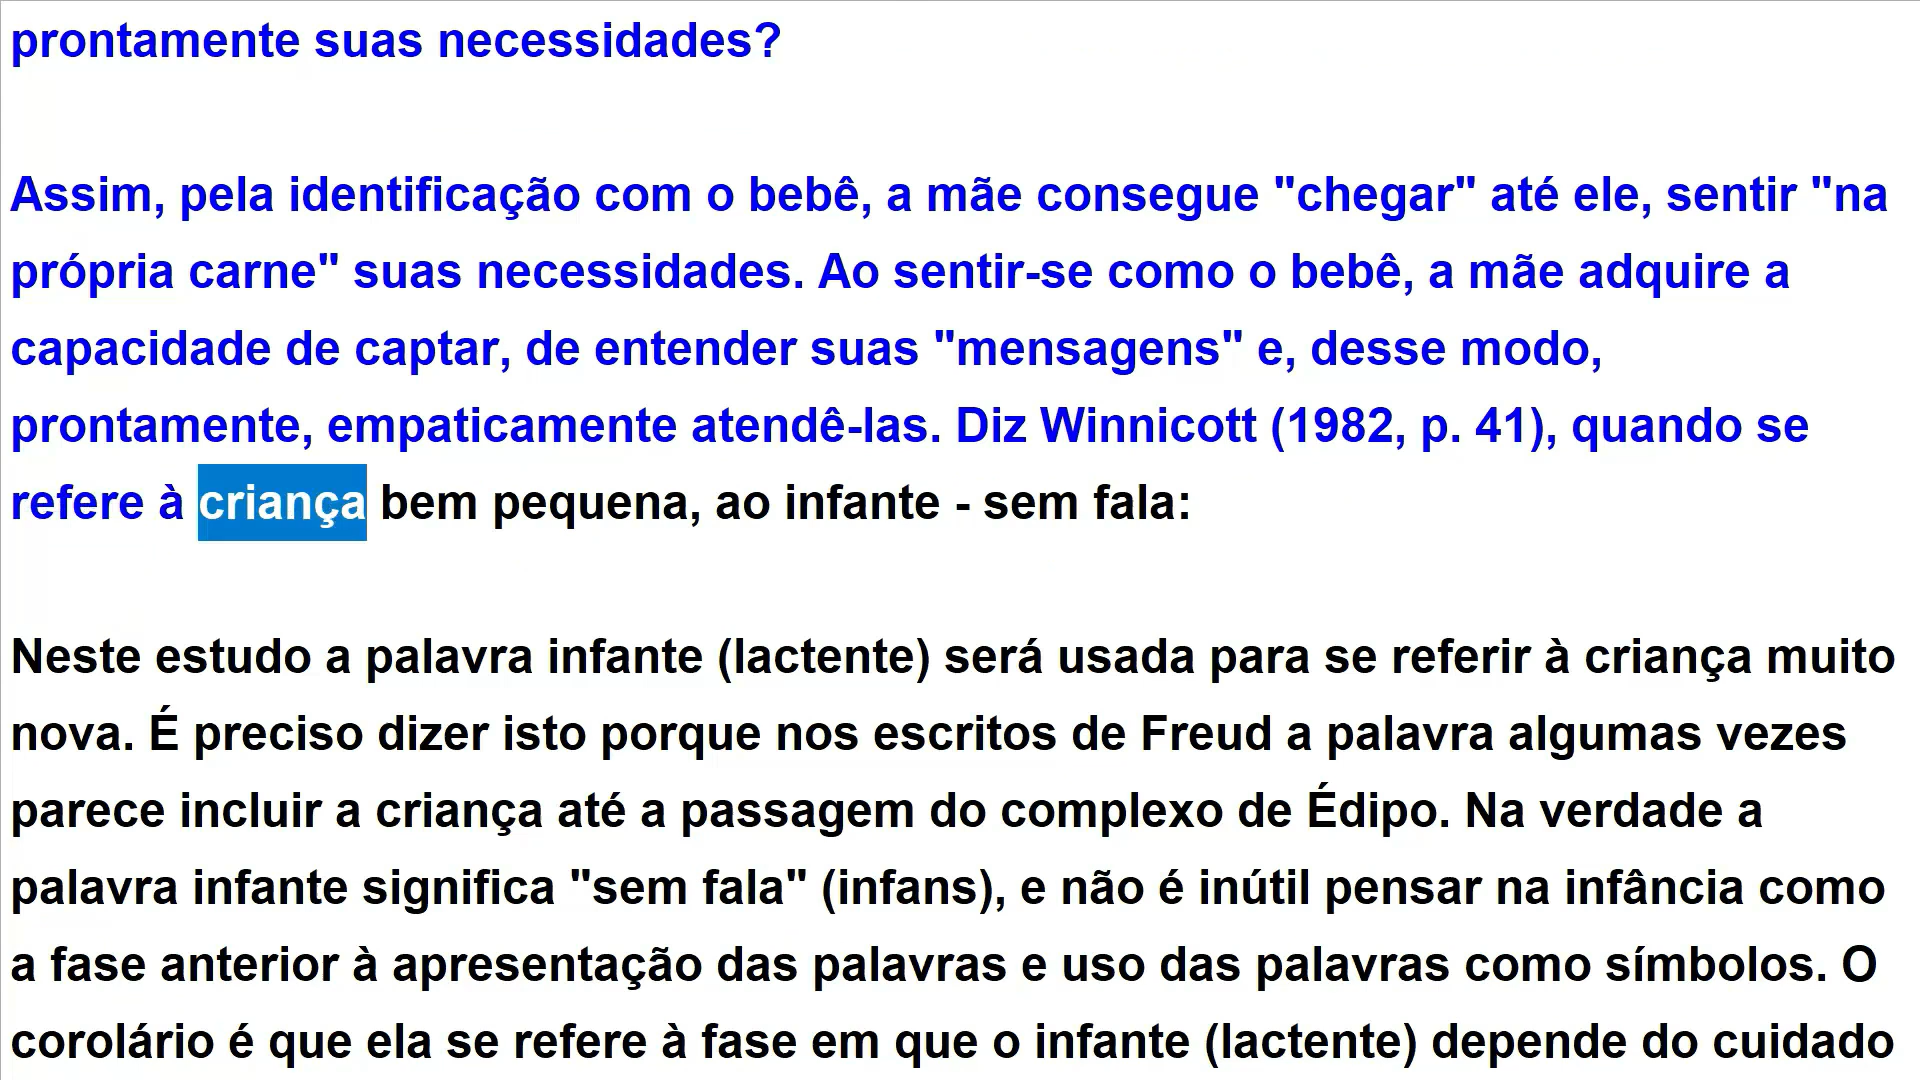 prontamente suas necessidades?
Assim, pela identificação com o bebê, a mãe consegue "chegar" até ele, sentir "na
própria carne" suas necessidades. Ao sentir-se como o bebê, a mãe adquire a
capacidade de captar, de entender suas "mensagens" e, desse modo,
prontamente, empaticamente atendê-las. Diz Winnicott (1982, p. 41), quando se
refere à criança bem pequena, ao infante - sem fala:
Neste estudo a palavra infante (lactente) será usada para se referir à criança muito
nova. É preciso dizer isto porque nos escritos de Freud a palavra algumas vezes
parece incluir a criança até a passagem do complexo de Édipo. Na verdade a
palavra infante significa "sem fala" (infans), e não é inútil pensar na infância como
a fase anterior à apresentação das palavras e uso das palavras como símbolos. O
corolário é que ela se refere à fase em que o infante (lactente) depende do cuidado